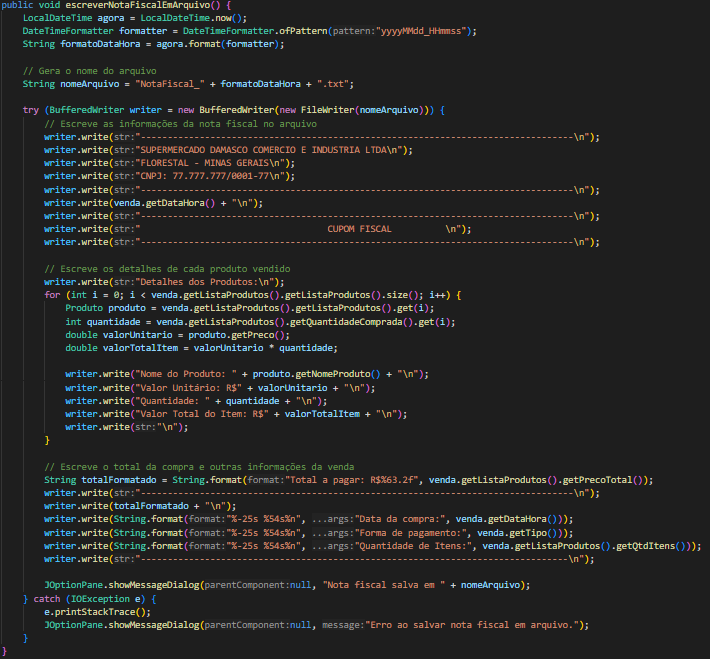 public void escreverNotaFiscalEmArquivo() {
    LocalDateTime agora = LocalDateTime.now();
    DateTimeFormatter formatter = DateTimeFormatter.ofPattern(pattern:"yyyyMMdd_HHmmss");
    String formatoDataHora = agora.format(formatter);

    // Gera o nome do arquivo
    String nomeArquivo = "NotaFiscal_" + formatoDataHora + ".txt";

    try (BufferedWriter writer = new BufferedWriter(new FileWriter(nomeArquivo))) {
        // Escreve as informações da nota fiscal no arquivo
        writer.write(str:"---------------------------------------------------------------------------------\n");
        writer.write(str:"SUPERMERCADO DAMASCO COMERCIO E INDUSTRIA LTDA\n");
        writer.write(str:"FLORESTAL - MINAS GERAIS\n");
        writer.write(str:"CNPJ: 77.777.777/0001-77\n");
        writer.write(str:"---------------------------------------------------------------------------------\n");
        writer.write(venda.getDataHora() + "\n");
        writer.write(str:"---------------------------------------------------------------------------------\n");
        writer.write(str:"                                   CUPOM FISCAL          \n");
        writer.write(str:"---------------------------------------------------------------------------------\n");

        // Escreve os detalhes de cada produto vendido
        writer.write(str:"Detalhes dos Produtos:\n");
        for (int i = 0; i < venda.getListaProdutos().getListaProdutos().size(); i++) {
            Produto produto = venda.getListaProdutos().getListaProdutos().get(i);
            int quantidade = venda.getListaProdutos().getQuantidadeComprada().get(i);
            double valorUnitario = produto.getPreco();
            double valorTotalItem = valorUnitario * quantidade;

            writer.write("Nome do Produto: " + produto.getNomeProduto() + "\n");
            writer.write("Valor Unitário: R$" + valorUnitario + "\n");
            writer.write("Quantidade: " + quantidade + "\n");
            writer.write("Valor Total do Item: R$" + valorTotalItem + "\n");
            writer.write(str:"\n");
        }

        // Escreve o total da compra e outras informações da venda
        String totalFormatado = String.format(format:"Total a pagar: R$%63.2f", venda.getListaProdutos().getPrecoTotal());
        writer.write(str:"---------------------------------------------------------------------------------\n");
        writer.write(totalFormatado + "\n");
        writer.write(String.format(format:"%-25s %54s%n", ...args:"Data da compra:", venda.getDataHora()));
        writer.write(String.format(format:"%-25s %54s%n", ...args:"Forma de pagamento:", venda.getTipo()));
        writer.write(String.format(format:"%-25s %54s%n", ...args:"Quantidade de Itens:", venda.getListaProdutos().getQtdItens()));
        writer.write(str:"--------------------------------------------------------------------------------\n");

        JOptionPane.showMessageDialog(parentComponent:null, "Nota fiscal salva em " + nomeArquivo);
    } catch (IOException e) {
        e.printStackTrace();
        JOptionPane.showMessageDialog(parentComponent:null, message:"Erro ao salvar nota fiscal em arquivo.");
    }
}